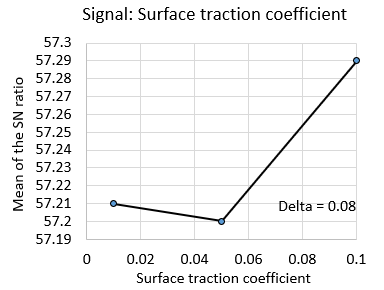 Signal: Surface traction coefficient
Mean of the SN ratio
57.3
57.29
57.28
57.27
57.26
57.25
57.24
57.23
57.22
57.21
57.2
57.19
Delta = 0.08
0 0.02 0.04 0.06 0.08 0.1
Surface traction coefficient